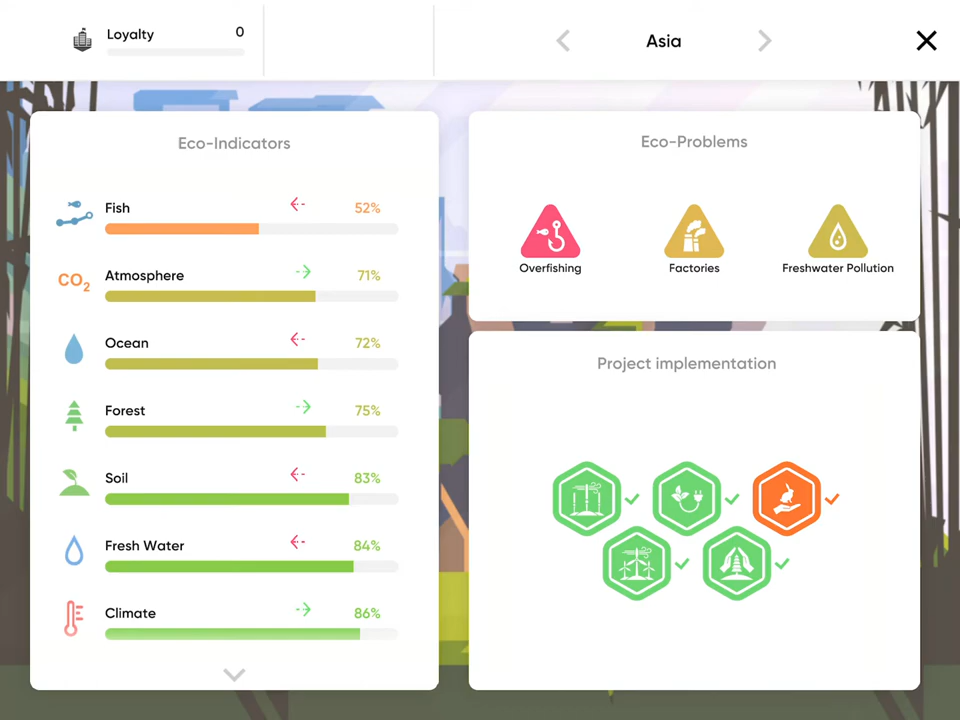 Loyalty 0
Asia
Eco-Indicators
Fish 52%
CO2 Atmosphere 71%
Ocean 72%
Forest 75%
Soil 83%
Fresh Water 84%
Climate 86%
Eco-Problems
Overfishing Factories Freshwater Pollution
Project implementation